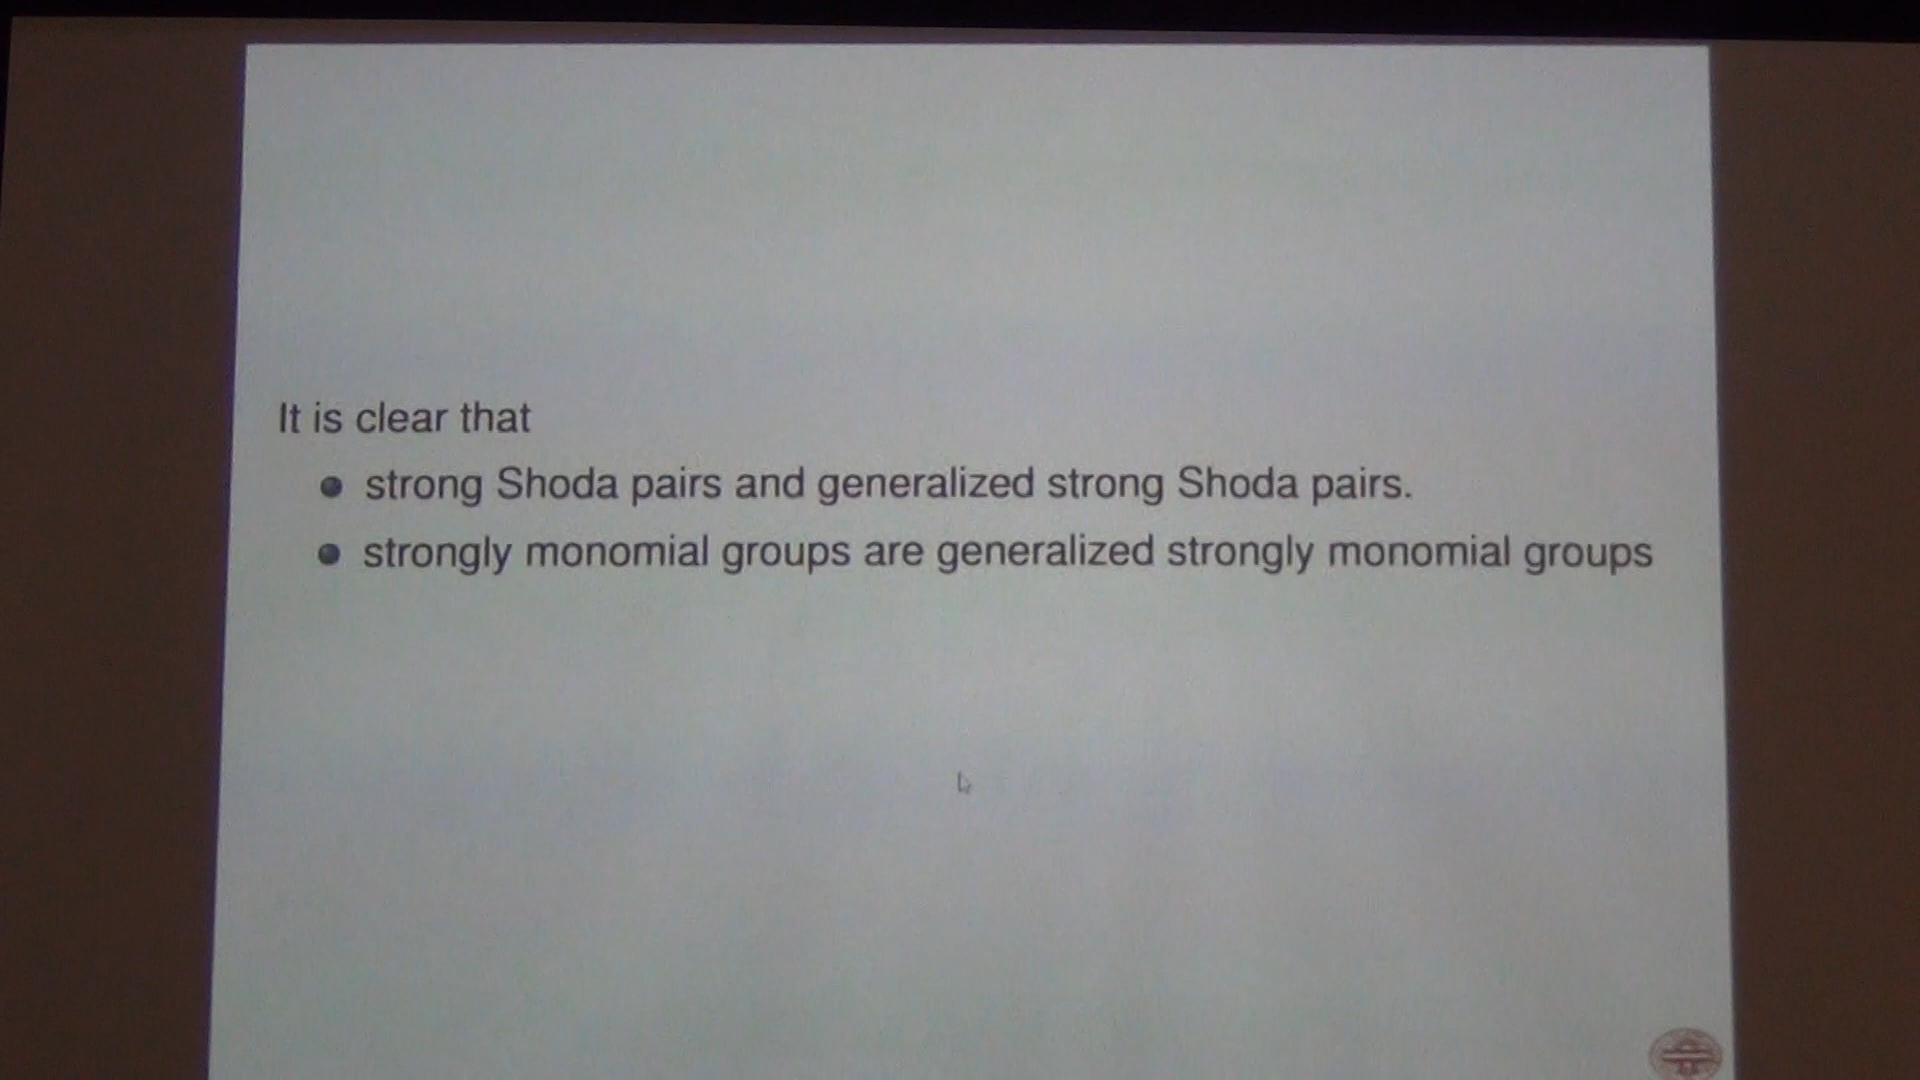 It is clear that
strong Shoda pairs and generalized strong Shoda pairs.
strongly monomial groups are generalized strongly monomial groups